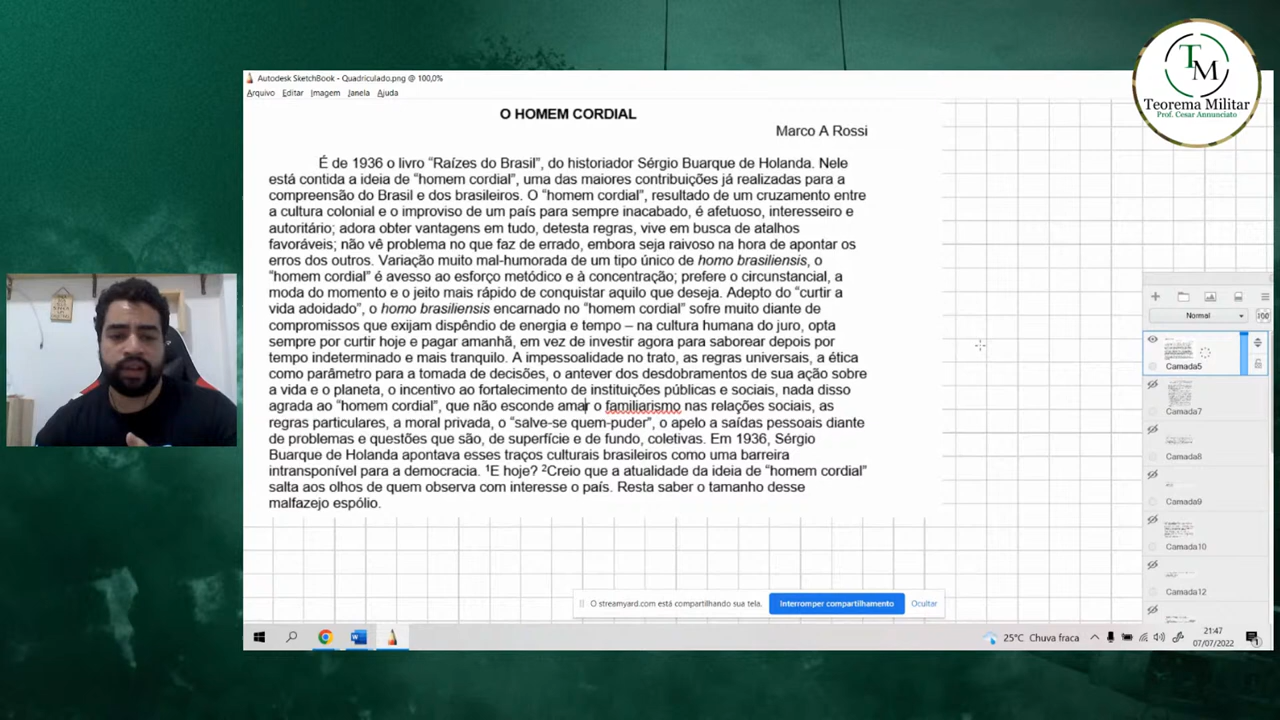 Autodesk SketchBook - Quadriculado.png @ 100,0%
Arquivo Editar Imagem Janela Ajuda
TM
Teorema Militar
Prof. Cesar Annunciato
O HOMEM CORDIAL
Marco A Rossi
É de 1936 o livro “Raízes do Brasil”, do historiador Sérgio Buarque de Holanda. Nele
está contida a ideia de “homem cordial”, uma das maiores contribuições já realizadas para a
compreensão do Brasil e dos brasileiros. O “homem cordial”, resultado de um cruzamento entre
a cultura colonial e o improviso de um país para sempre inacabado, é afetuoso, interesseiro e
autoritário; adora obter vantagens em tudo, detesta regras, vive em busca de atalhos
favoráveis; não vê problema no que faz de errado, embora seja raivoso na hora de apontar os
erros dos outros. Variação muito mal-humorada de um tipo único de homo brasiliensis, o
“homem cordial” é avesso ao esforço metódico e à concentração; prefere o circunstancial, a
moda do momento e o jeito mais rápido de conquistar aquilo que deseja. Adepto do “curtir a
vida adoidado”, o homo brasiliensis encarnado no “homem cordial” sofre muito diante de
compromissos que exijam dispêndio de energia e tempo – na cultura humana do juro, opta
sempre por curtir hoje e pagar amanhã, em vez de investir agora para saborear depois por
tempo indeterminado e mais tranquilo. A impessoalidade no trato, as regras universais, a ética
como parâmetro para a tomada de decisões, o antever dos desdobramentos de sua ação sobre
a vida e o planeta, o incentivo ao fortalecimento de instituições públicas e sociais, nada disso
agrada ao “homem cordial”, que não esconde amar o familiarismo nas relações sociais, as
regras particulares, a moral privada, o “salve-se quem-puder”, o apelo a saídas pessoais diante
de problemas e questões que são, de superfície e de fundo, coletivas. Em 1936, Sérgio
Buarque de Holanda apontava esses traços culturais brasileiros como uma barreira
intransponível para a democracia. ¹E hoje? ²Creio que a atualidade da ideia de “homem cordial”
salta aos olhos de quem observa com interesse o país. Resta saber o tamanho desse
malfazejo espólio.
Normal
100
Camada5
Camada7
Camada8
Camada9
Camada10
Camada12
O streamyard.com está compartilhando sua tela. Interromper compartilhamento Ocultar
25°C Chuva fraca
21:47
07/07/2022